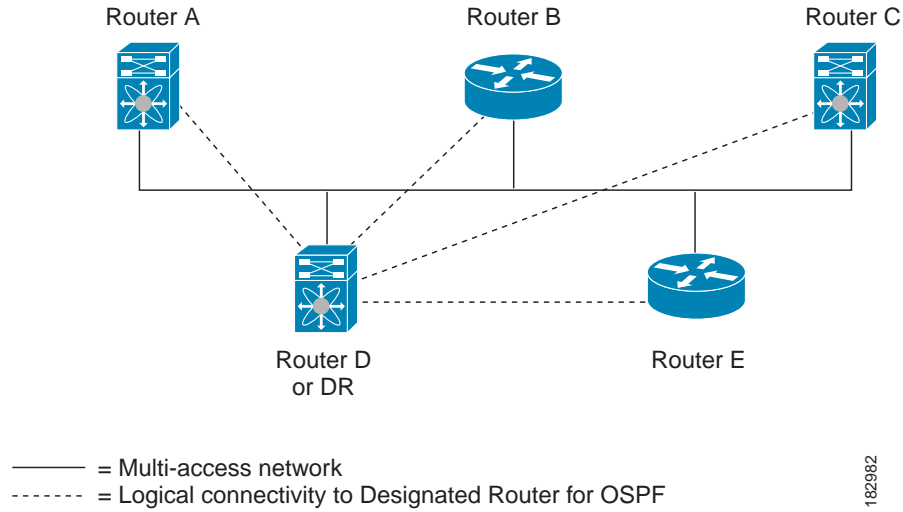 Router A
Router B
Router C
Router D
or DR
Router E
= Multi-access network
= Logical connectivity to Designated Router for OSPF
182982